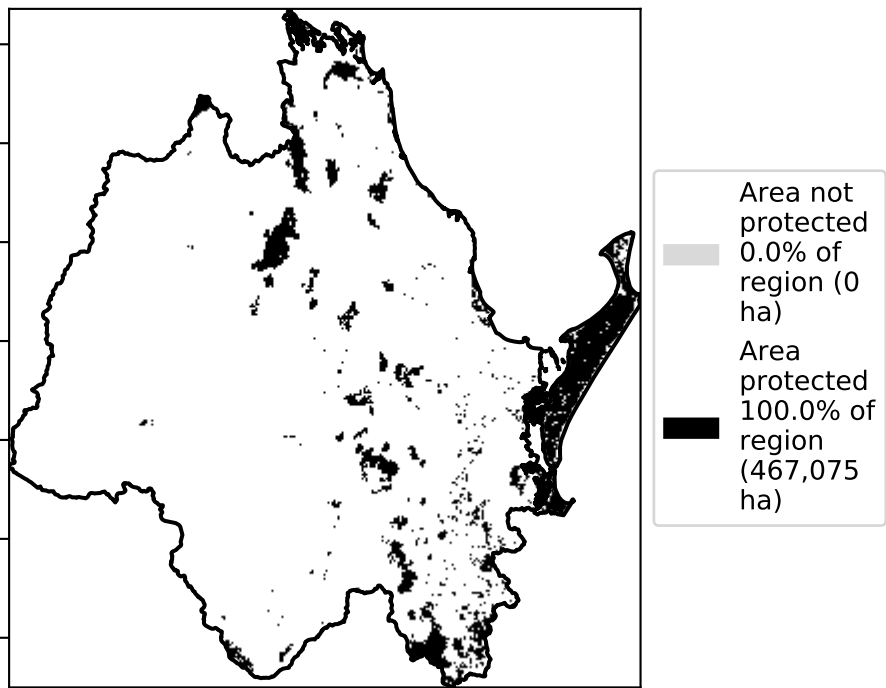 Area not
protected
0.0% of
region (0
ha)
Area
protected
100.0% of
region
(467,075
ha)